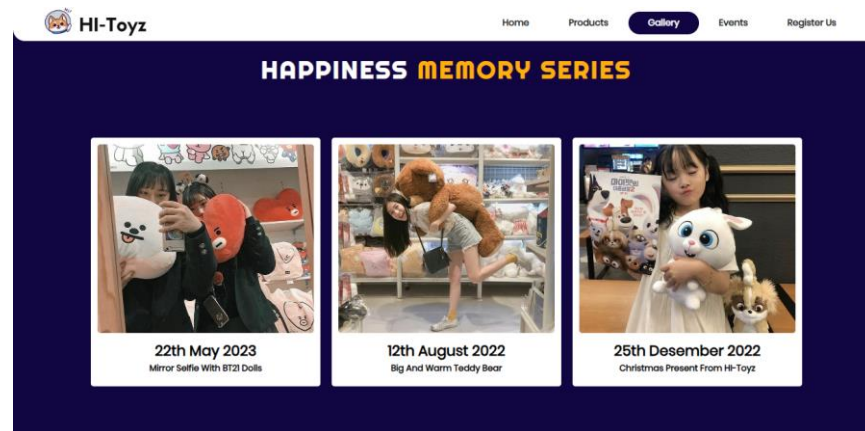 HI-Toyz
Home Products Gallery Events Register Us
HAPPINESS MEMORY SERIES
22th May 2023
Mirror Selfie With BT21 Dolls
12th August 2022
Big And Warm Teddy Bear
25th Desember 2022
Christmas Present From HI-Toyz